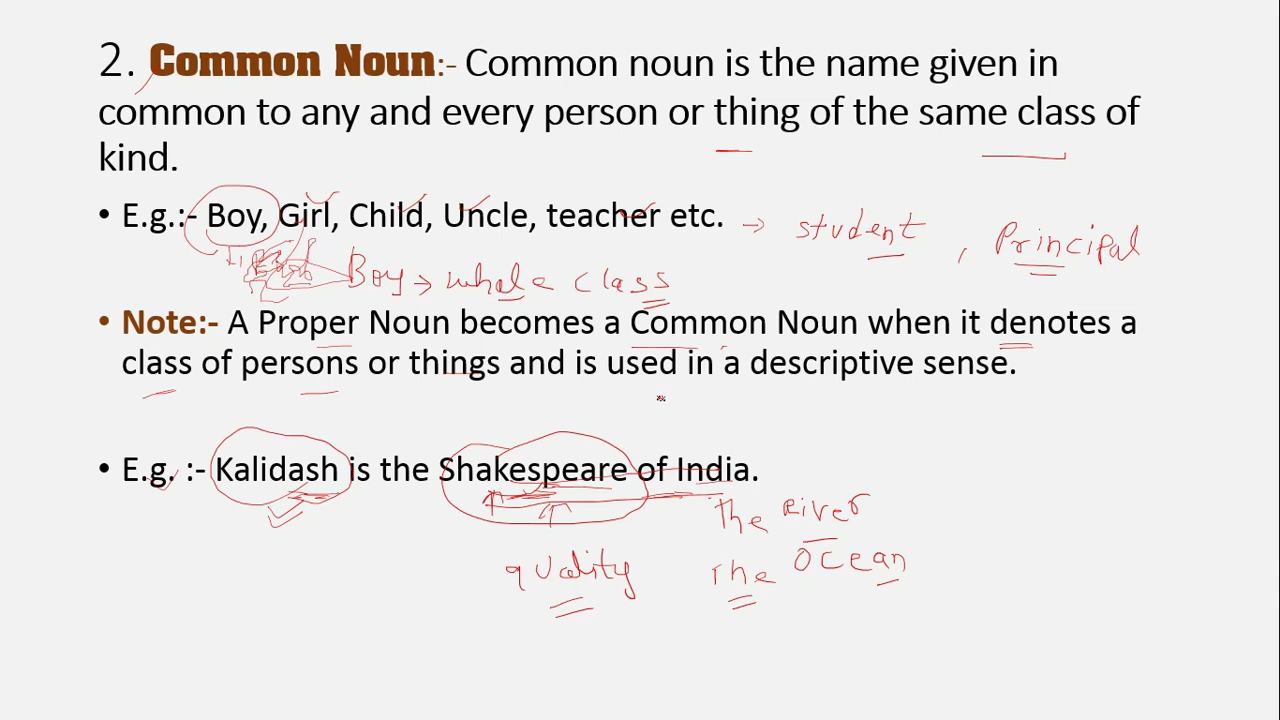 2. Common Noun:- Common noun is the name given in
common to any and every person or thing of the same class of
kind.
• E.g.:- Boy, Girl, Child, Uncle, teacher etc. → student, Principal
Boy → whole class
• Note:- A Proper Noun becomes a Common Noun when it denotes a
class of persons or things and is used in a descriptive sense.
• E.g. :- Kalidash is the Shakespeare of India.
The River
quality The Ocean